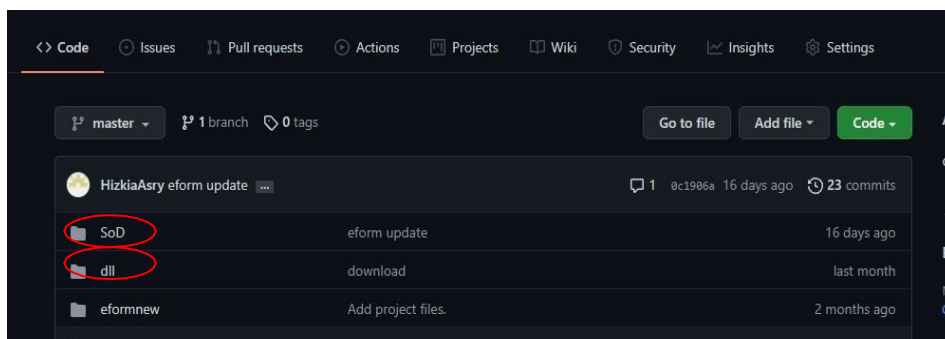 <> Code Issues Pull requests Actions Projects Wiki Security Insights Settings
master 1 branch 0 tags Go to file Add file Code
HizkiaAsry eform update ... 1 0c1906a 16 days ago 23 commits
SoD eform update 16 days ago
dll download last month
eformnew Add project files. 2 months ago